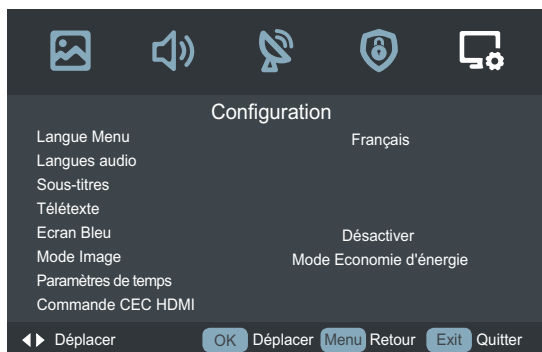 Configuration
Langue Menu Français
Langues audio
Sous-titres
Télétexte
Ecran Bleu Désactiver
Mode Image Mode Economie d'énergie
Paramètres de temps
Commande CEC HDMI
Déplacer OK Déplacer Menu Retour Exit Quitter